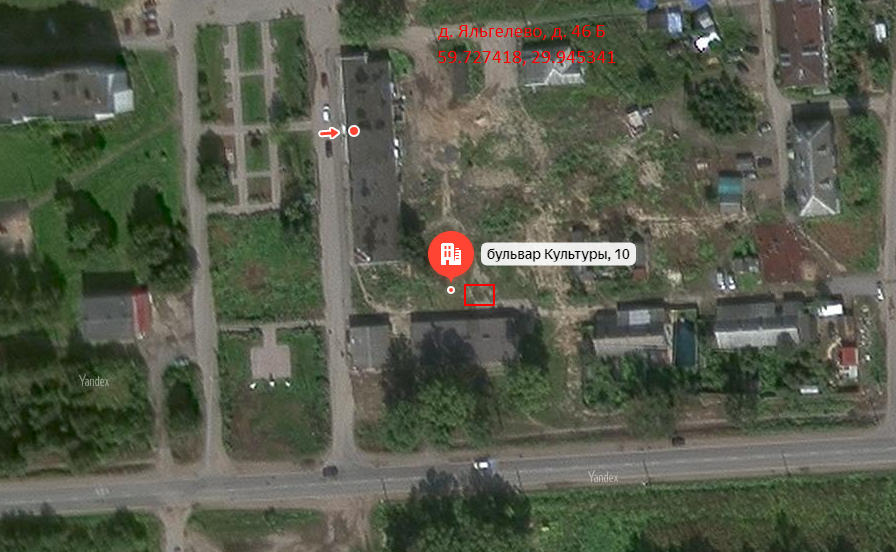 д. Яльгелево, д. 46 Б
59.727418, 29.945341
бульвар Культуры, 10
Yandex
Yandex